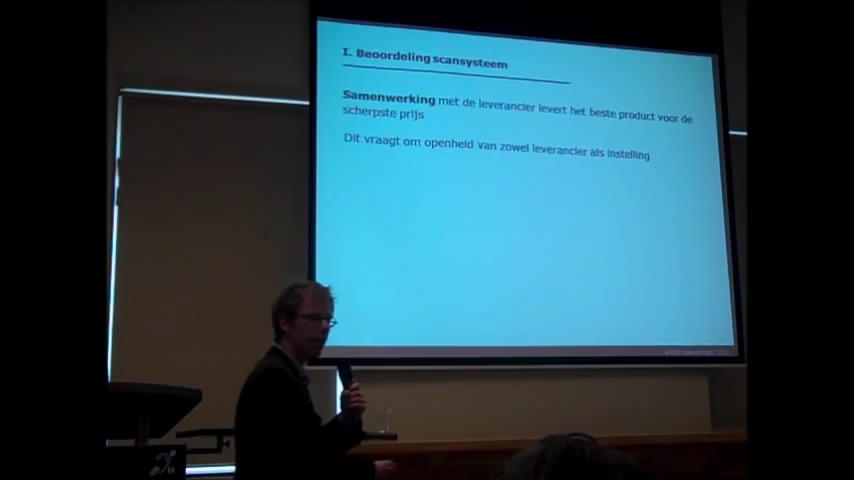 I. Beoordeling scansysteem
Samenwerking met de leverancier levert het beste product voor de
scherpste prijs
Dit vraagt om openheid van zowel leverancier als instelling